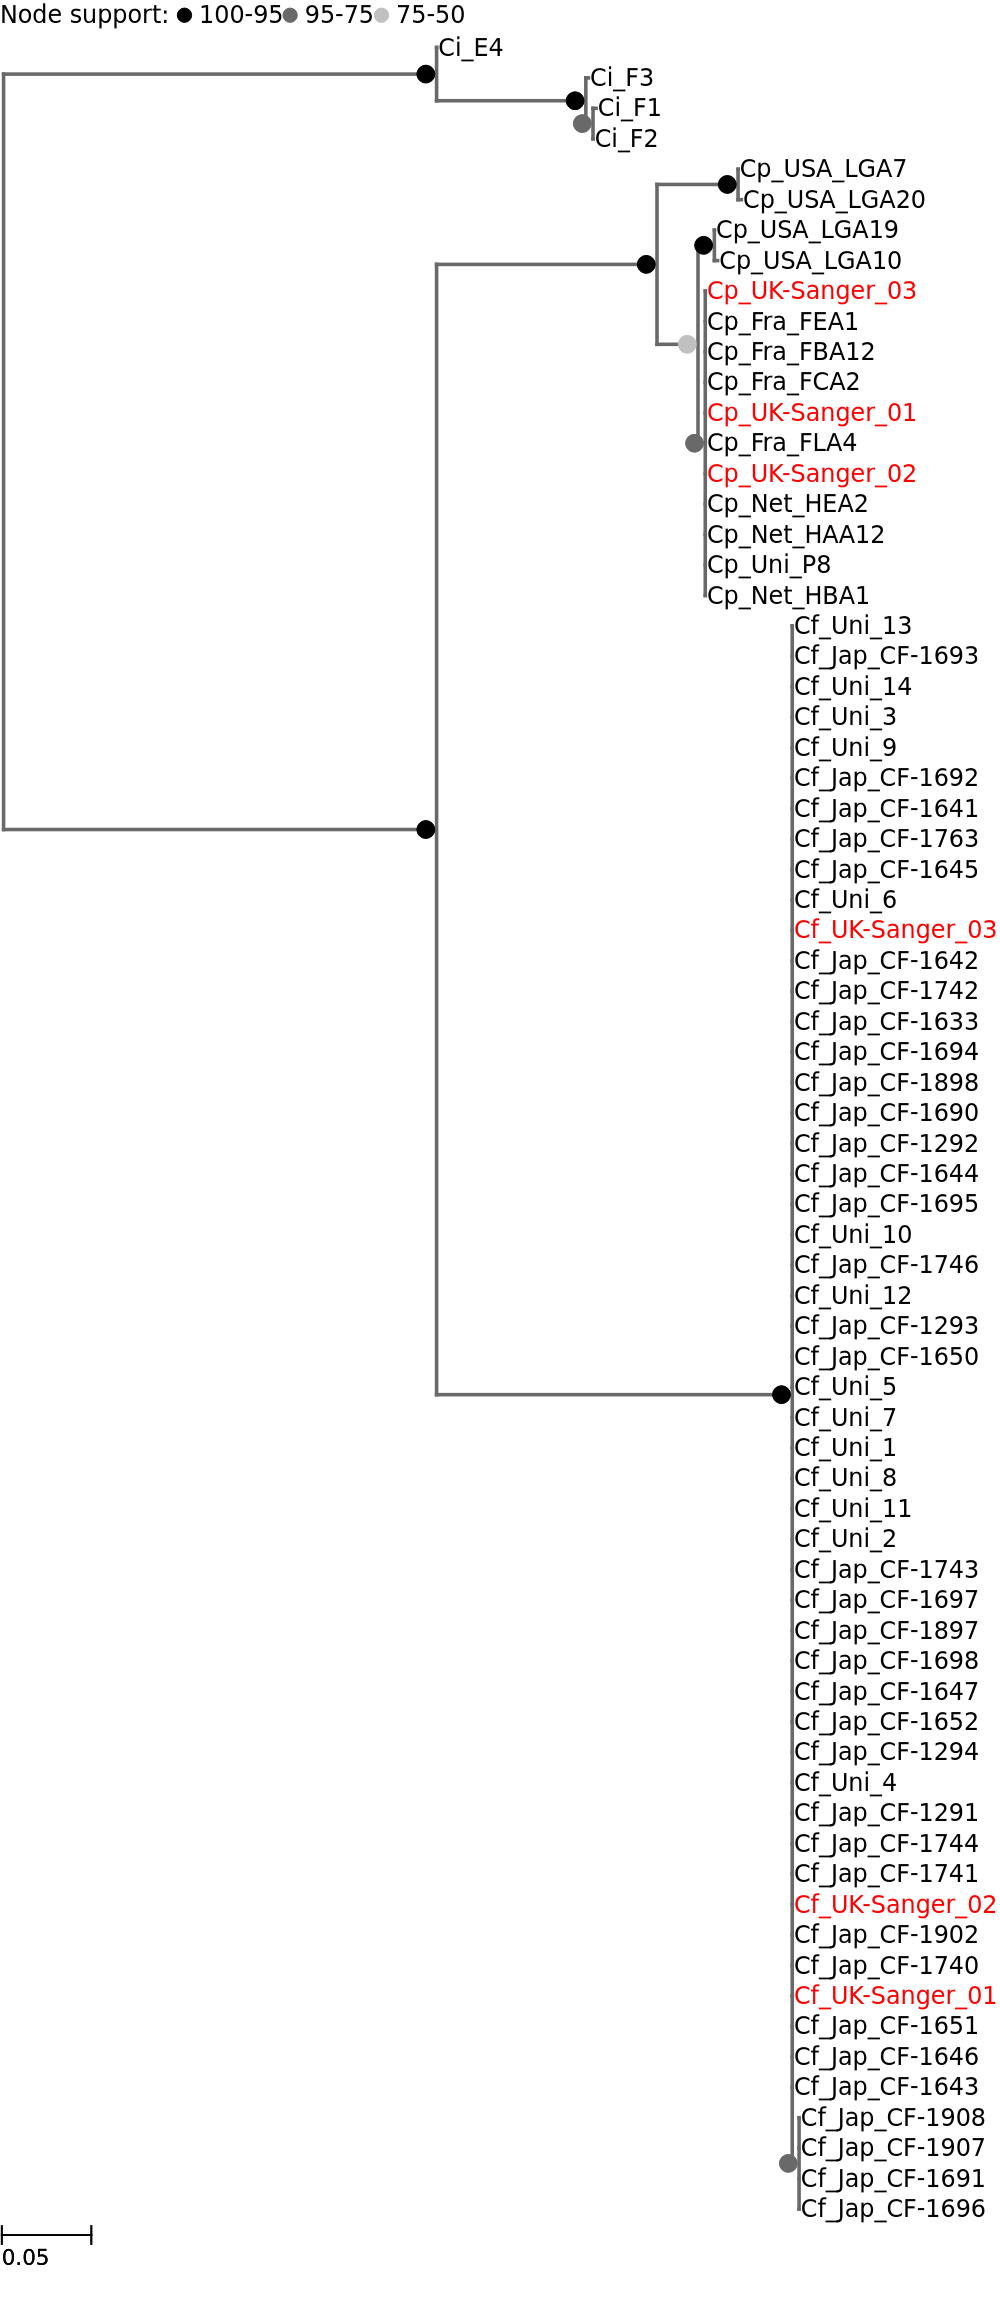 Node support: 100-95 95-75 75-50
Ci_E4
Ci_F3
Ci_F1
Ci_F2
Cp_USA_LGA7
Cp_USA_LGA20
Cp_USA_LGA19
Cp_USA_LGA10
Cp_UK-Sanger_03
Cp_Fra_FEA1
Cp_Fra_FBA12
Cp_Fra_FCA2
Cp_UK-Sanger_01
Cp_Fra_FLA4
Cp_UK-Sanger_02
Cp_Net_HEA2
Cp_Net_HAA12
Cp_Uni_P8
Cp_Net_HBA1
Cf_Uni_13
Cf_Jap_CF-1693
Cf_Uni_14
Cf_Uni_3
Cf_Uni_9
Cf_Jap_CF-1692
Cf_Jap_CF-1641
Cf_Jap_CF-1763
Cf_Jap_CF-1645
Cf_Uni_6
Cf_UK-Sanger_03
Cf_Jap_CF-1642
Cf_Jap_CF-1742
Cf_Jap_CF-1633
Cf_Jap_CF-1694
Cf_Jap_CF-1898
Cf_Jap_CF-1690
Cf_Jap_CF-1292
Cf_Jap_CF-1644
Cf_Jap_CF-1695
Cf_Uni_10
Cf_Jap_CF-1746
Cf_Uni_12
Cf_Jap_CF-1293
Cf_Jap_CF-1650
Cf_Uni_5
Cf_Uni_7
Cf_Uni_1
Cf_Uni_8
Cf_Uni_11
Cf_Uni_2
Cf_Jap_CF-1743
Cf_Jap_CF-1697
Cf_Jap_CF-1897
Cf_Jap_CF-1698
Cf_Jap_CF-1647
Cf_Jap_CF-1652
Cf_Jap_CF-1294
Cf_Uni_4
Cf_Jap_CF-1291
Cf_Jap_CF-1744
Cf_Jap_CF-1741
Cf_UK-Sanger_02
Cf_Jap_CF-1902
Cf_Jap_CF-1740
Cf_UK-Sanger_01
Cf_Jap_CF-1651
Cf_Jap_CF-1646
Cf_Jap_CF-1643
Cf_Jap_CF-1908
Cf_Jap_CF-1907
Cf_Jap_CF-1691
Cf_Jap_CF-1696
0.05